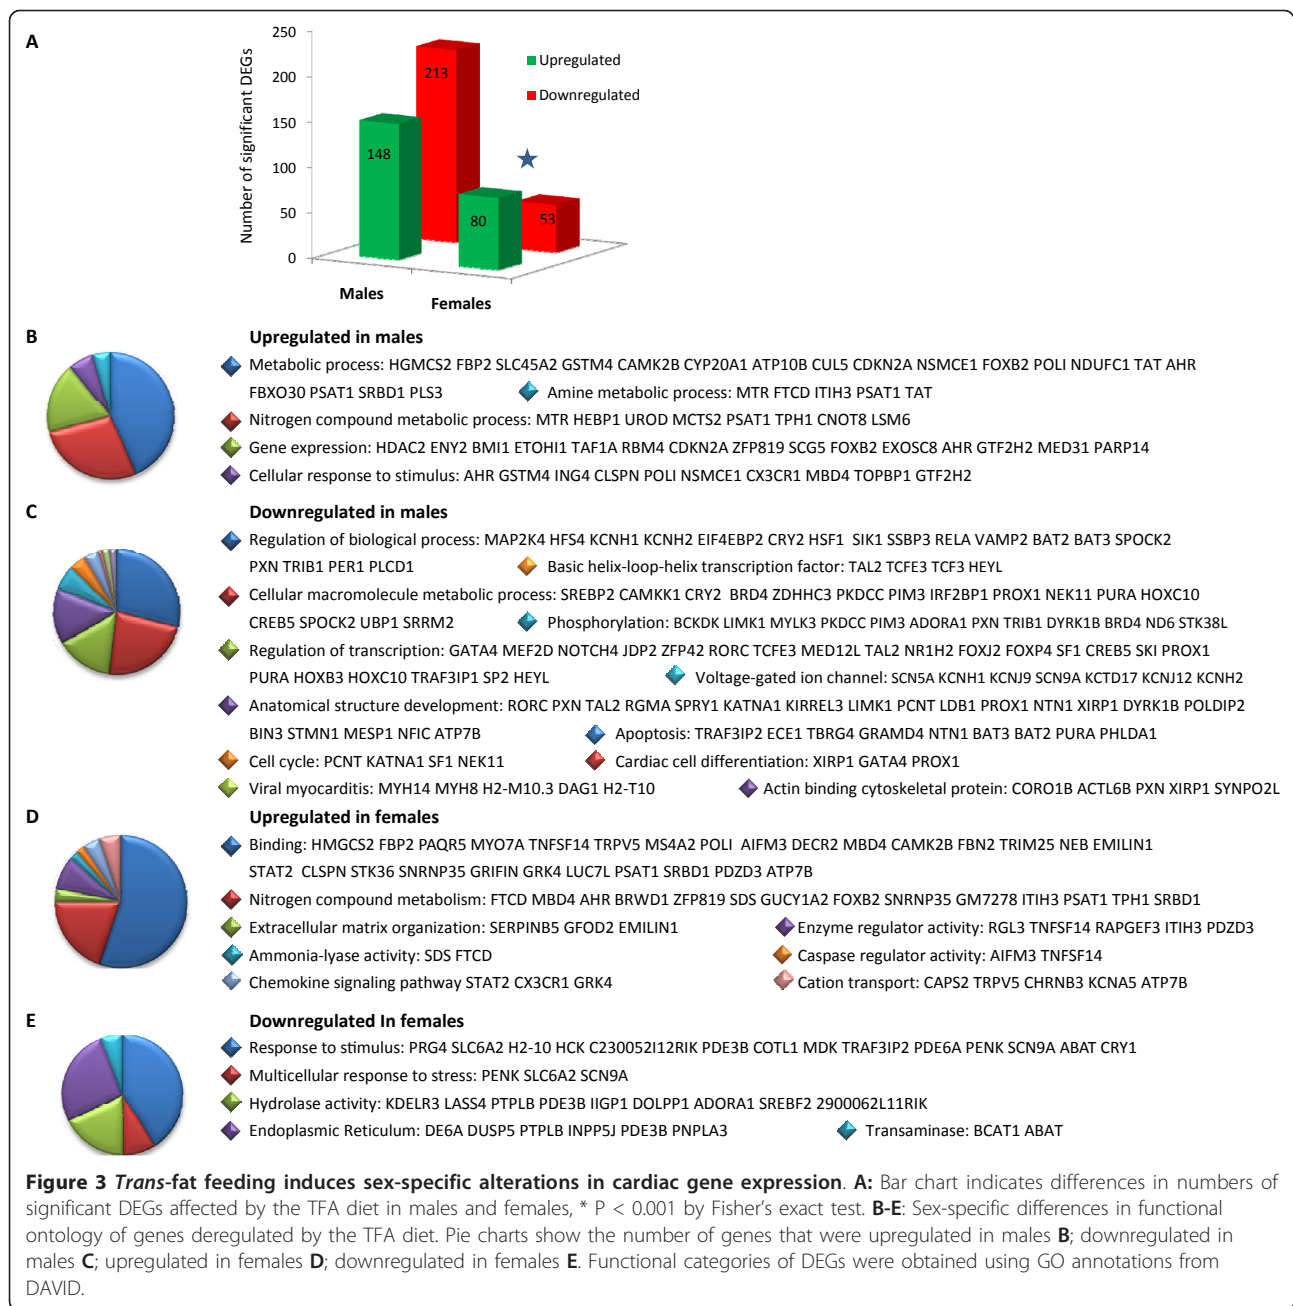 A
Number of significant DEGs
250
200
150
100
50
0
148
213
80
53
Upregulated
Downregulated
Males
Females
B
Upregulated in males
Metabolic process: HGMCS2 FBP2 SLC45A2 GSTM4 CAMK2B CYP20A1 ATP10B CUL5 CDKN2A NSMCE1 FOXB2 POLI NDUFC1 TAT AHR
FBXO30 PSAT1 SRBD1 PLS3 Amine metabolic process: MTR FTCD ITIH3 PSAT1 TAT
Nitrogen compound metabolic process: MTR HEBP1 UROD MCTS2 PSAT1 TPH1 CNOT8 LSM6
Gene expression: HDAC2 ENY2 BMI1 ETOHI1 TAF1A RBM4 CDKN2A ZFP819 SCG5 FOXB2 EXOSC8 AHR GTF2H2 MED31 PARP14
Cellular response to stimulus: AHR GSTM4 ING4 CLSPN POLI NSMCE1 CX3CR1 MBD4 TOPBP1 GTF2H2
C
Downregulated in males
Regulation of biological process: MAP2K4 HFS4 KCNH1 KCNH2 EIF4EBP2 CRY2 HSF1 SIK1 SSBP3 RELA VAMP2 BAT2 BAT3 SPOCK2
PXN TRIB1 PER1 PLCD1 Basic helix-loop-helix transcription factor: TAL2 TCFE3 TCF3 HEYL
Cellular macromolecule metabolic process: SREBP2 CAMKK1 CRY2 BRD4 ZDHHC3 PKDCC PIM3 IRF2BP1 PROX1 NEK11 PURA HOXC10
CREB5 SPOCK2 UBP1 SRRM2 Phosphorylation: BCKDK LIMK1 MYLK3 PKDCC PIM3 ADORA1 PXN TRIB1 DYRK1B BRD4 ND6 STK38L
Regulation of transcription: GATA4 MEF2D NOTCH4 JDP2 ZFP42 RORC TCFE3 MED12L TAL2 NR1H2 FOXJ2 FOXP4 SF1 CREB5 SKI PROX1
PURA HOXB3 HOXC10 TRAF3IP1 SP2 HEYL Voltage-gated ion channel: SCN5A KCNH1 KCNJ9 SCN9A KCTD17 KCNJ12 KCNH2
Anatomical structure development: RORC PXN TAL2 RGMA SPRY1 KATNA1 KIRREL3 LIMK1 PCNT LDB1 PROX1 NTN1 XIRP1 DYRK1B POLDIP2
BIN3 STMN1 MESP1 NFIC ATP7B Apoptosis: TRAF3IP2 ECE1 TBRG4 GRAMD4 NTN1 BAT3 BAT2 PURA PHLDA1
Cell cycle: PCNT KATNA1 SF1 NEK11 Cardiac cell differentiation: XIRP1 GATA4 PROX1
Viral myocarditis: MYH14 MYH8 H2-M10.3 DAG1 H2-T10 Actin binding cytoskeletal protein: CORO1B ACTL6B PXN XIRP1 SYNPO2L
D
Upregulated in females
Binding: HMGCS2 FBP2 PAQR5 MYO7A TNFSF14 TRPV5 MS4A2 POLI AIFM3 DECR2 MBD4 CAMK2B FBN2 TRIM25 NEB EMILIN1
STAT2 CLSPN STK36 SNRNP35 GRIFIN GRK4 LUC7L PSAT1 SRBD1 PDZD3 ATP7B
Nitrogen compound metabolism: FTCD MBD4 AHR BRWD1 ZFP819 SDS GUCY1A2 FOXB2 SNRNP35 GM7278 ITIH3 PSAT1 TPH1 SRBD1
Extracellular matrix organization: SERPINB5 GFOD2 EMILIN1 Enzyme regulator activity: RGL3 TNFSF14 RAPGEF3 ITIH3 PDZD3
Ammonia-lyase activity: SDS FTCD Caspase regulator activity: AIFM3 TNFSF14
Chemokine signaling pathway STAT2 CX3CR1 GRK4 Cation transport: CAPS2 TRPV5 CHRNB3 KCNA5 ATP7B
E
Downregulated In females
Response to stimulus: PRG4 SLC6A2 H2-10 HCK C230052I12RIK PDE3B COTL1 MDK TRAF3IP2 PDE6A PENK SCN9A ABAT CRY1
Multicellular response to stress: PENK SLC6A2 SCN9A
Hydrolase activity: KDELR3 LASS4 PTPLB PDE3B IIGP1 DOLPP1 ADORA1 SREBF2 2900062L11RIK
Endoplasmic Reticulum: DE6A DUSP5 PTPLB INPP5J PDE3B PNPLA3 Transaminase: BCAT1 ABAT
Figure 3 Trans-fat feeding induces sex-specific alterations in cardiac gene expression. A: Bar chart indicates differences in numbers of
significant DEGs affected by the TFA diet in males and females, * P < 0.001 by Fisher's exact test. B-E: Sex-specific differences in functional
ontology of genes deregulated by the TFA diet. Pie charts show the number of genes that were upregulated in males B; downregulated in
males C; upregulated in females D; downregulated in females E. Functional categories of DEGs were obtained using GO annotations from
DAVID.